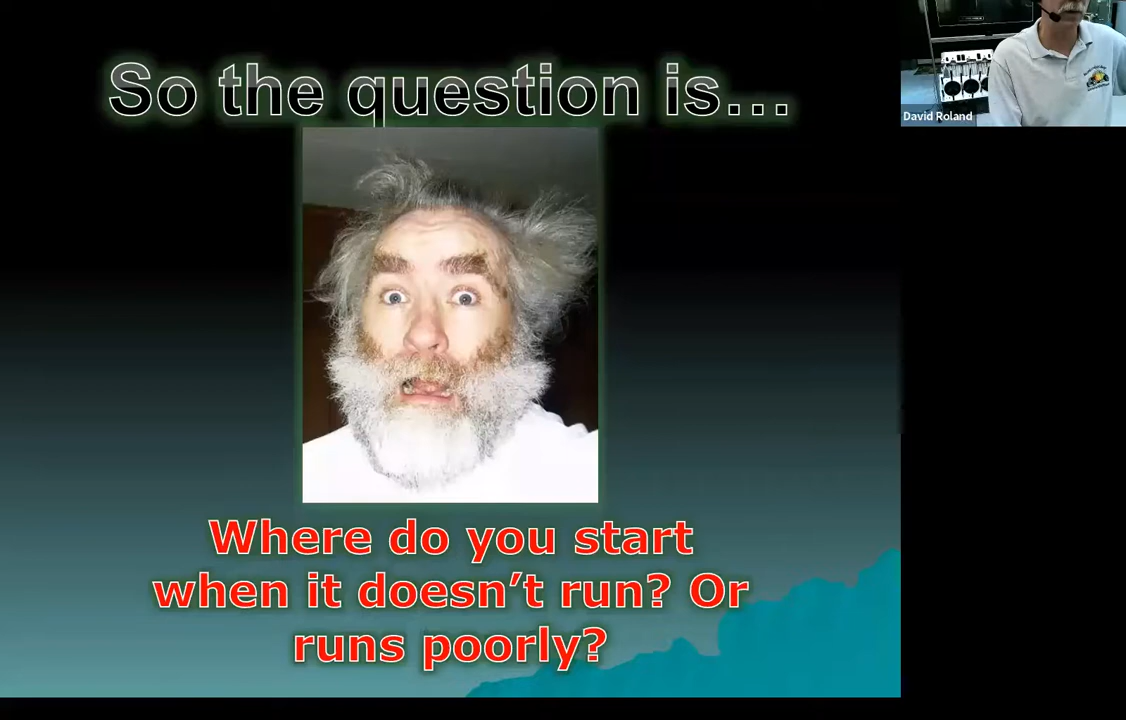 So the question is...
David Roland
Where do you start
when it doesn't run? Or
runs poorly?